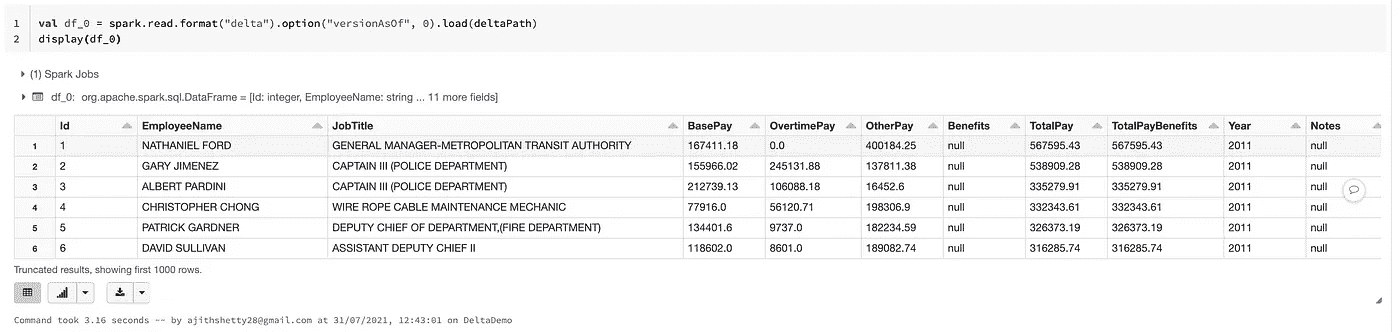 1 val df_0 = spark.read.format("delta").option("versionAsOf", 0).load(deltaPath)
2 display(df_0)
(1) Spark Jobs
df_0: org.apache.spark.sql.DataFrame = [Id: integer, EmployeeName: string ... 11 more fields]
Id EmployeeName JobTitle BasePay OvertimePay OtherPay Benefits TotalPay TotalPayBenefits Year Notes
1 1 NATHANIEL FORD GENERAL MANAGER-METROPOLITAN TRANSIT AUTHORITY 167411.18 0.0 400184.25 null 567595.43 567595.43 2011 null
2 2 GARY JIMENEZ CAPTAIN III (POLICE DEPARTMENT) 155966.02 245131.88 137811.38 null 538909.28 538909.28 2011 null
3 3 ALBERT PARDINI CAPTAIN III (POLICE DEPARTMENT) 212739.13 106088.18 16452.6 null 335279.91 335279.91 2011 null
4 4 CHRISTOPHER CHONG WIRE ROPE CABLE MAINTENANCE MECHANIC 77916.0 56120.71 198306.9 null 332343.61 332343.61 2011 null
5 5 PATRICK GARDNER DEPUTY CHIEF OF DEPARTMENT,(FIRE DEPARTMENT) 134401.6 9737.0 182234.59 null 326373.19 326373.19 2011 null
6 6 DAVID SULLIVAN ASSISTANT DEPUTY CHIEF II 118602.0 8601.0 189082.74 null 316285.74 316285.74 2011 null
Truncated results, showing first 1000 rows.
Command took 3.16 seconds -- by ajithshetty28@gmail.com at 31/07/2021, 12:43:01 on DeltaDemo